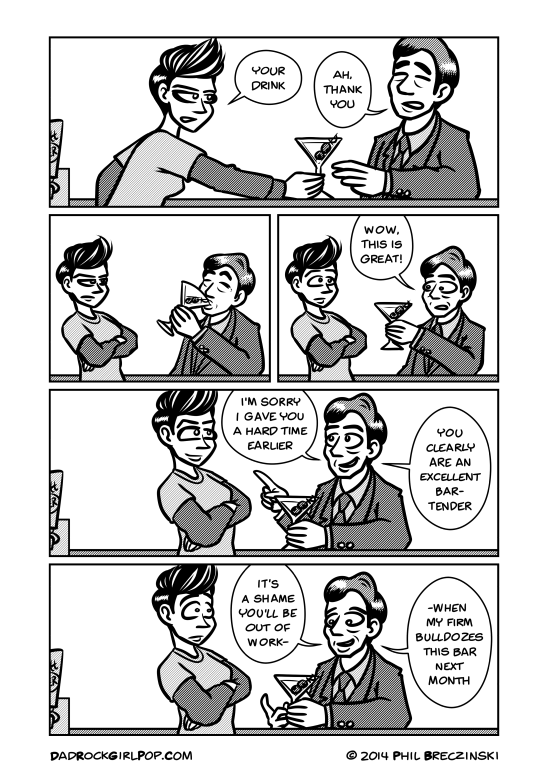 YOUR
DRINK
AH,
THANK
YOU
WOW,
THIS IS
GREAT!
I'M SORRY
I GAVE YOU
A HARD TIME
EARLIER
YOU
CLEARLY
ARE AN
EXCELLENT
BAR-
TENDER
IT'S
A SHAME
YOU'LL BE
OUT OF
WORK-
-WHEN
MY FIRM
BULLDOZES
THIS BAR
NEXT
MONTH
DADROCKGIRLPOP.COM
© 2014 PHIL BRECZINSKI